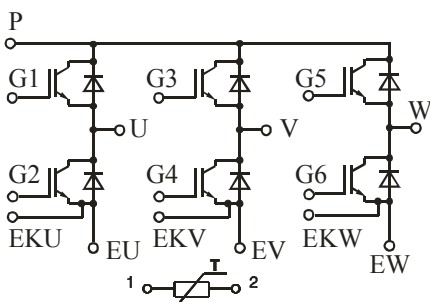 P
G1 G3 G5
U V W
G2 G4 G6
EKU EKV EKW
EU EV EW
T
1 2